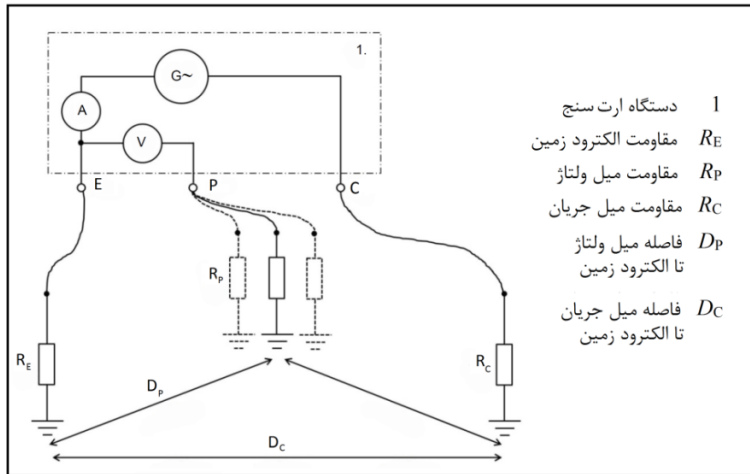 1.
G~
A
V
E
P
C
R_P
R_E
R_C
D_P
D_C
1 دستگاه ارت سنج
R_E مقاومت الکترود زمین
R_P مقاومت میل ولتاژ
R_C مقاومت میل جریان
D_P فاصله میل ولتاژ
تا الکترود زمین
D_C فاصله میل جریان
تا الکترود زمین